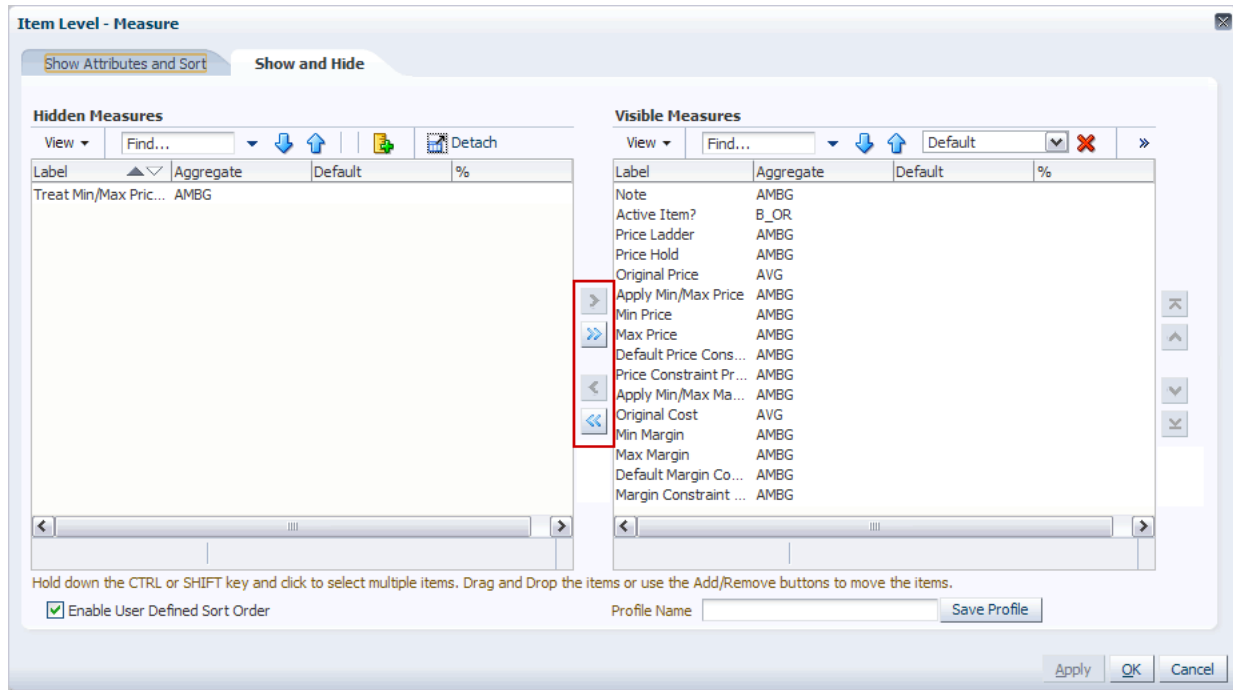 Item Level - Measure
Show Attributes and Sort Show and Hide
Hidden Measures
View Find... Detach
Label Aggregate Default %
Treat Min/Max Pric... AMBG
Visible Measures
View Find... Default »
Label Aggregate Default %
Note AMBG
Active Item? B_OR
Price Ladder AMBG
Price Hold AMBG
Original Price AVG
Apply Min/Max Price AMBG
Min Price AMBG
Max Price AMBG
Default Price Cons... AMBG
Price Constraint Pr... AMBG
Apply Min/Max Ma... AMBG
Original Cost AVG
Min Margin AMBG
Max Margin AMBG
Default Margin Co... AMBG
Margin Constraint ... AMBG
Hold down the CTRL or SHIFT key and click to select multiple items. Drag and Drop the items or use the Add/Remove buttons to move the items.
Enable User Defined Sort Order Profile Name Save Profile
Apply OK Cancel